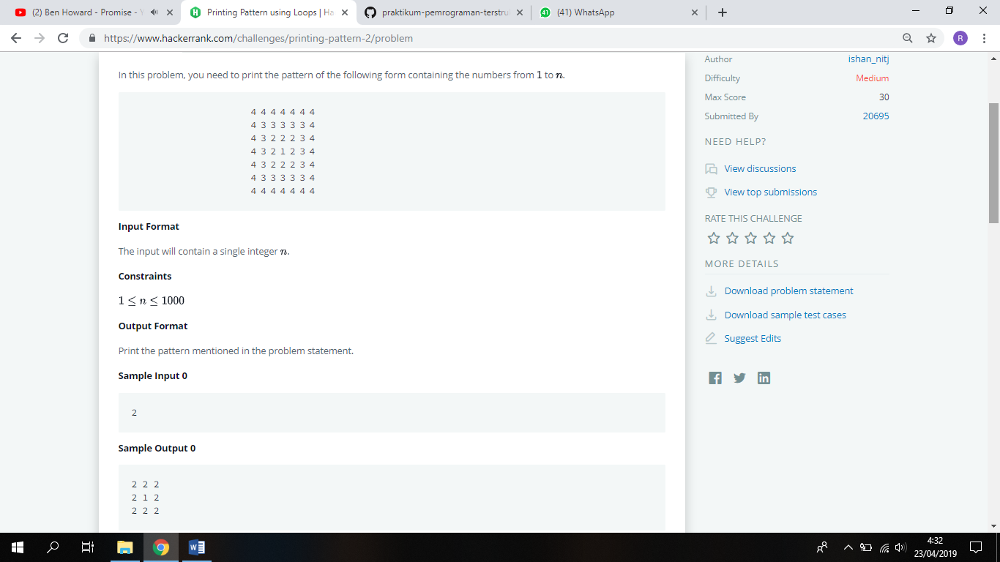 (2) Ben Howard - Promise - Y
Printing Pattern using Loops | Ha
praktikum-pemrograman-terstru
(41) WhatsApp
https://www.hackerrank.com/challenges/printing-pattern-2/problem
R
In this problem, you need to print the pattern of the following form containing the numbers from 1 to n.
4 4 4 4 4 4 4
4 3 3 3 3 3 4
4 3 2 2 2 3 4
4 3 2 1 2 3 4
4 3 2 2 2 3 4
4 3 3 3 3 3 4
4 4 4 4 4 4 4
Input Format
The input will contain a single integer n.
Constraints
1 ≤ n ≤ 1000
Output Format
Print the pattern mentioned in the problem statement.
Sample Input 0
2
Sample Output 0
2 2 2
2 1 2
2 2 2
Author ishan_nitj
Difficulty Medium
Max Score 30
Submitted By 20695
NEED HELP?
View discussions
View top submissions
RATE THIS CHALLENGE
MORE DETAILS
Download problem statement
Download sample test cases
Suggest Edits
4:32
23/04/2019